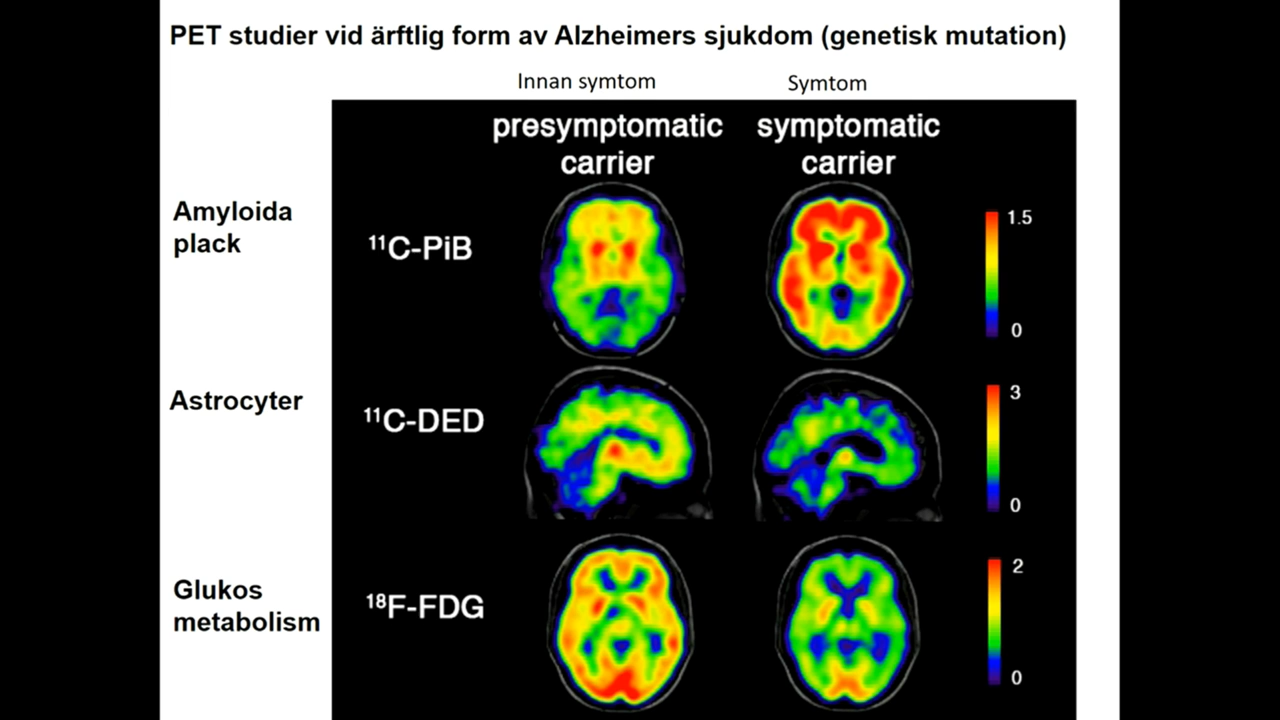 PET studier vid ärftlig form av Alzheimers sjukdom (genetisk mutation)
Innan symtom
Symtom
presymptomatic
carrier
symptomatic
carrier
Amyloida
plack
¹¹C-PiB
1.5
0
Astrocyter
¹¹C-DED
3
0
Glukos
metabolism
¹⁸F-FDG
2
0